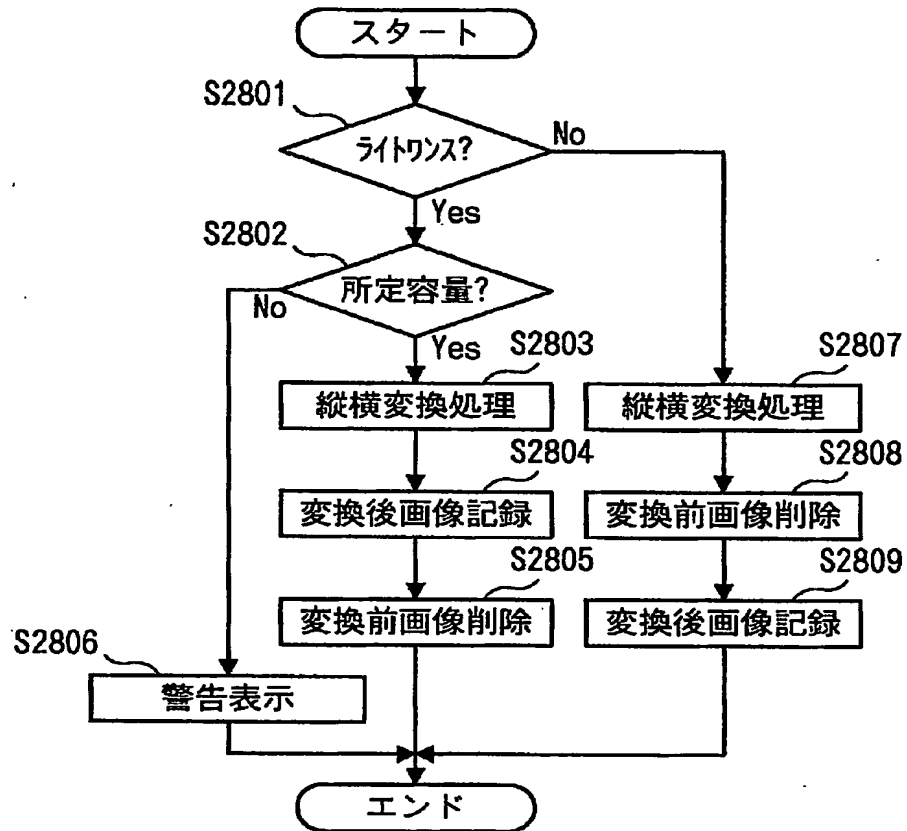 スタート
S2801
ライトワンス?
No
Yes
S2802
所定容量?
No
Yes
S2803
縦横変換処理
S2807
縦横変換処理
S2804
変換後画像記録
S2808
変換前画像削除
S2805
変換前画像削除
S2809
変換後画像記録
S2806
警告表示
エンド